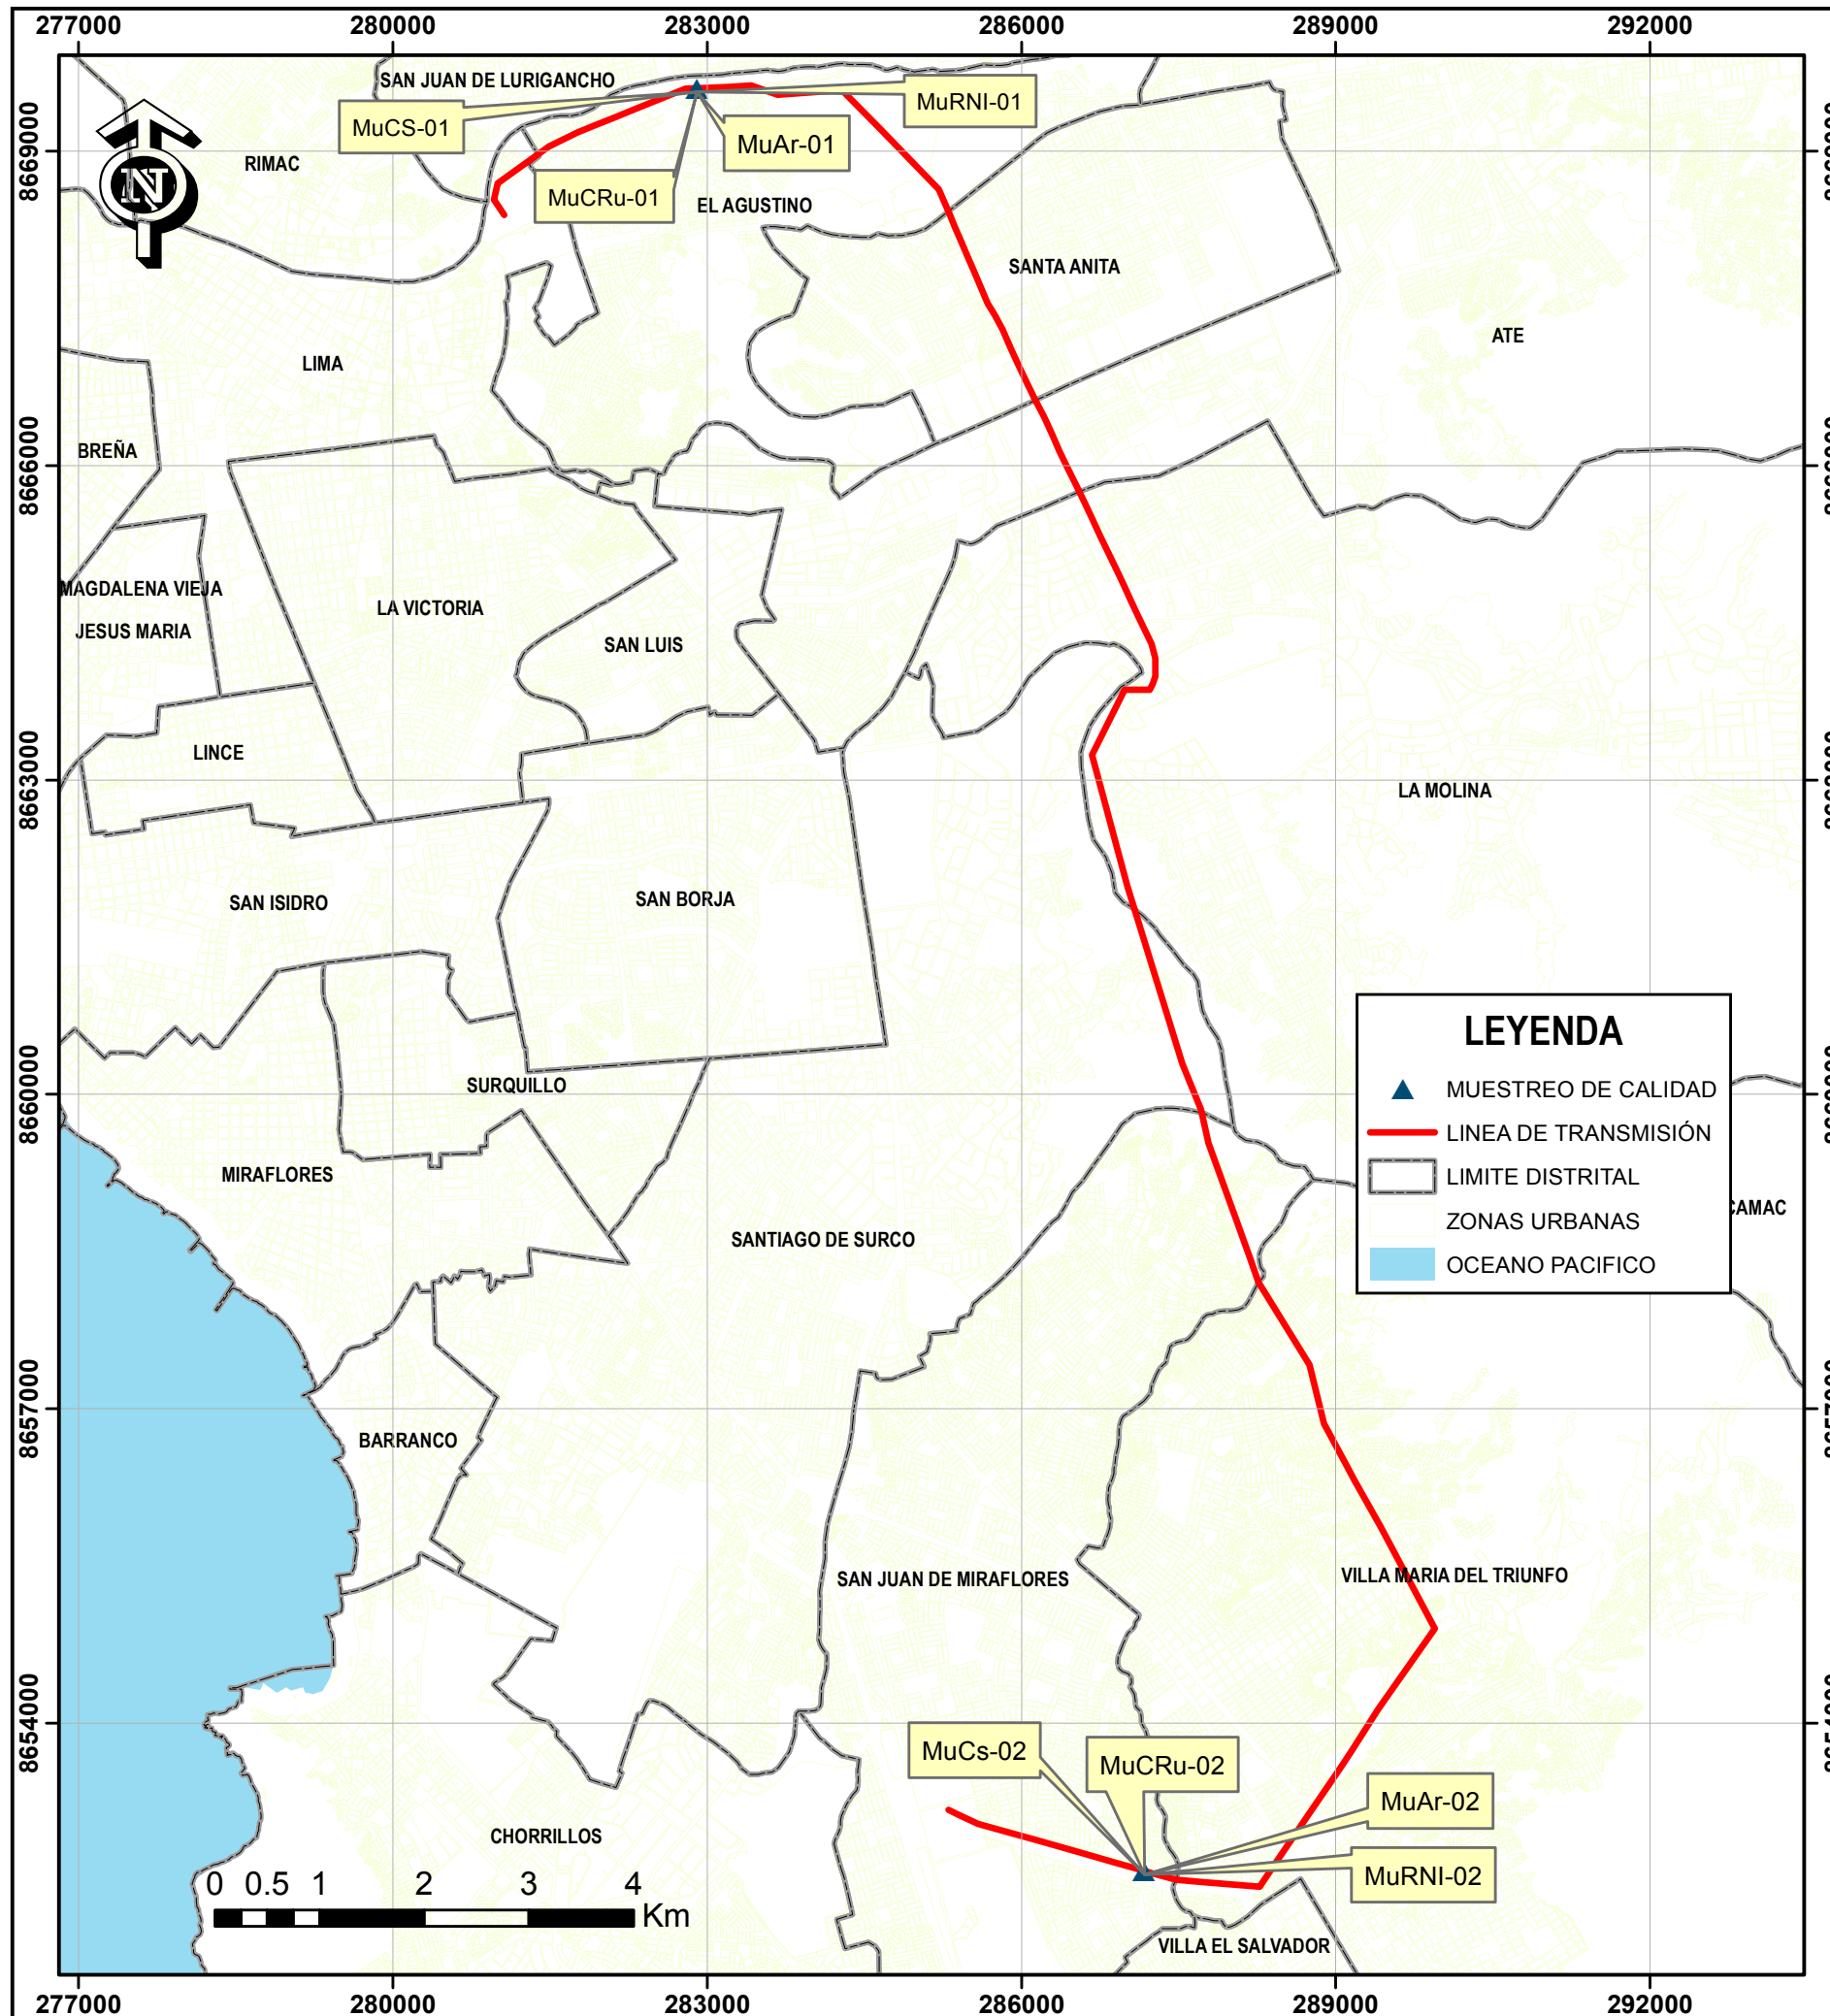 277000 280000 283000 286000 289000 292000
SAN JUAN DE LURIGANCHO
MuRNI-01
MuCS-01
MuAr-01
8669000
RIMAC
N
MuCRu-01
EL AGUSTINO
SANTA ANITA
ATE
LIMA
BREÑA
8666000
MAGDALENA VIEJA
LA VICTORIA
JESUS MARIA
SAN LUIS
LINCE
8663000
LA MOLINA
SAN ISIDRO
SAN BORJA
LEYENDA
MUESTREO DE CALIDAD
LINEA DE TRANSMISIÓN
LIMITE DISTRITAL
ZONAS URBANAS
OCEANO PACIFICO
8660000
SURQUILLO
MIRAFLORES
CAMAC
SANTIAGO DE SURCO
8657000
BARRANCO
SAN JUAN DE MIRAFLORES
VILLA MARIA DEL TRIUNFO
8654000
MuCs-02
MuCRu-02
MuAr-02
CHORRILLOS
MuRNI-02
0 0.5 1 2 3 4
Km
VILLA EL SALVADOR
277000 280000 283000 286000 289000 292000